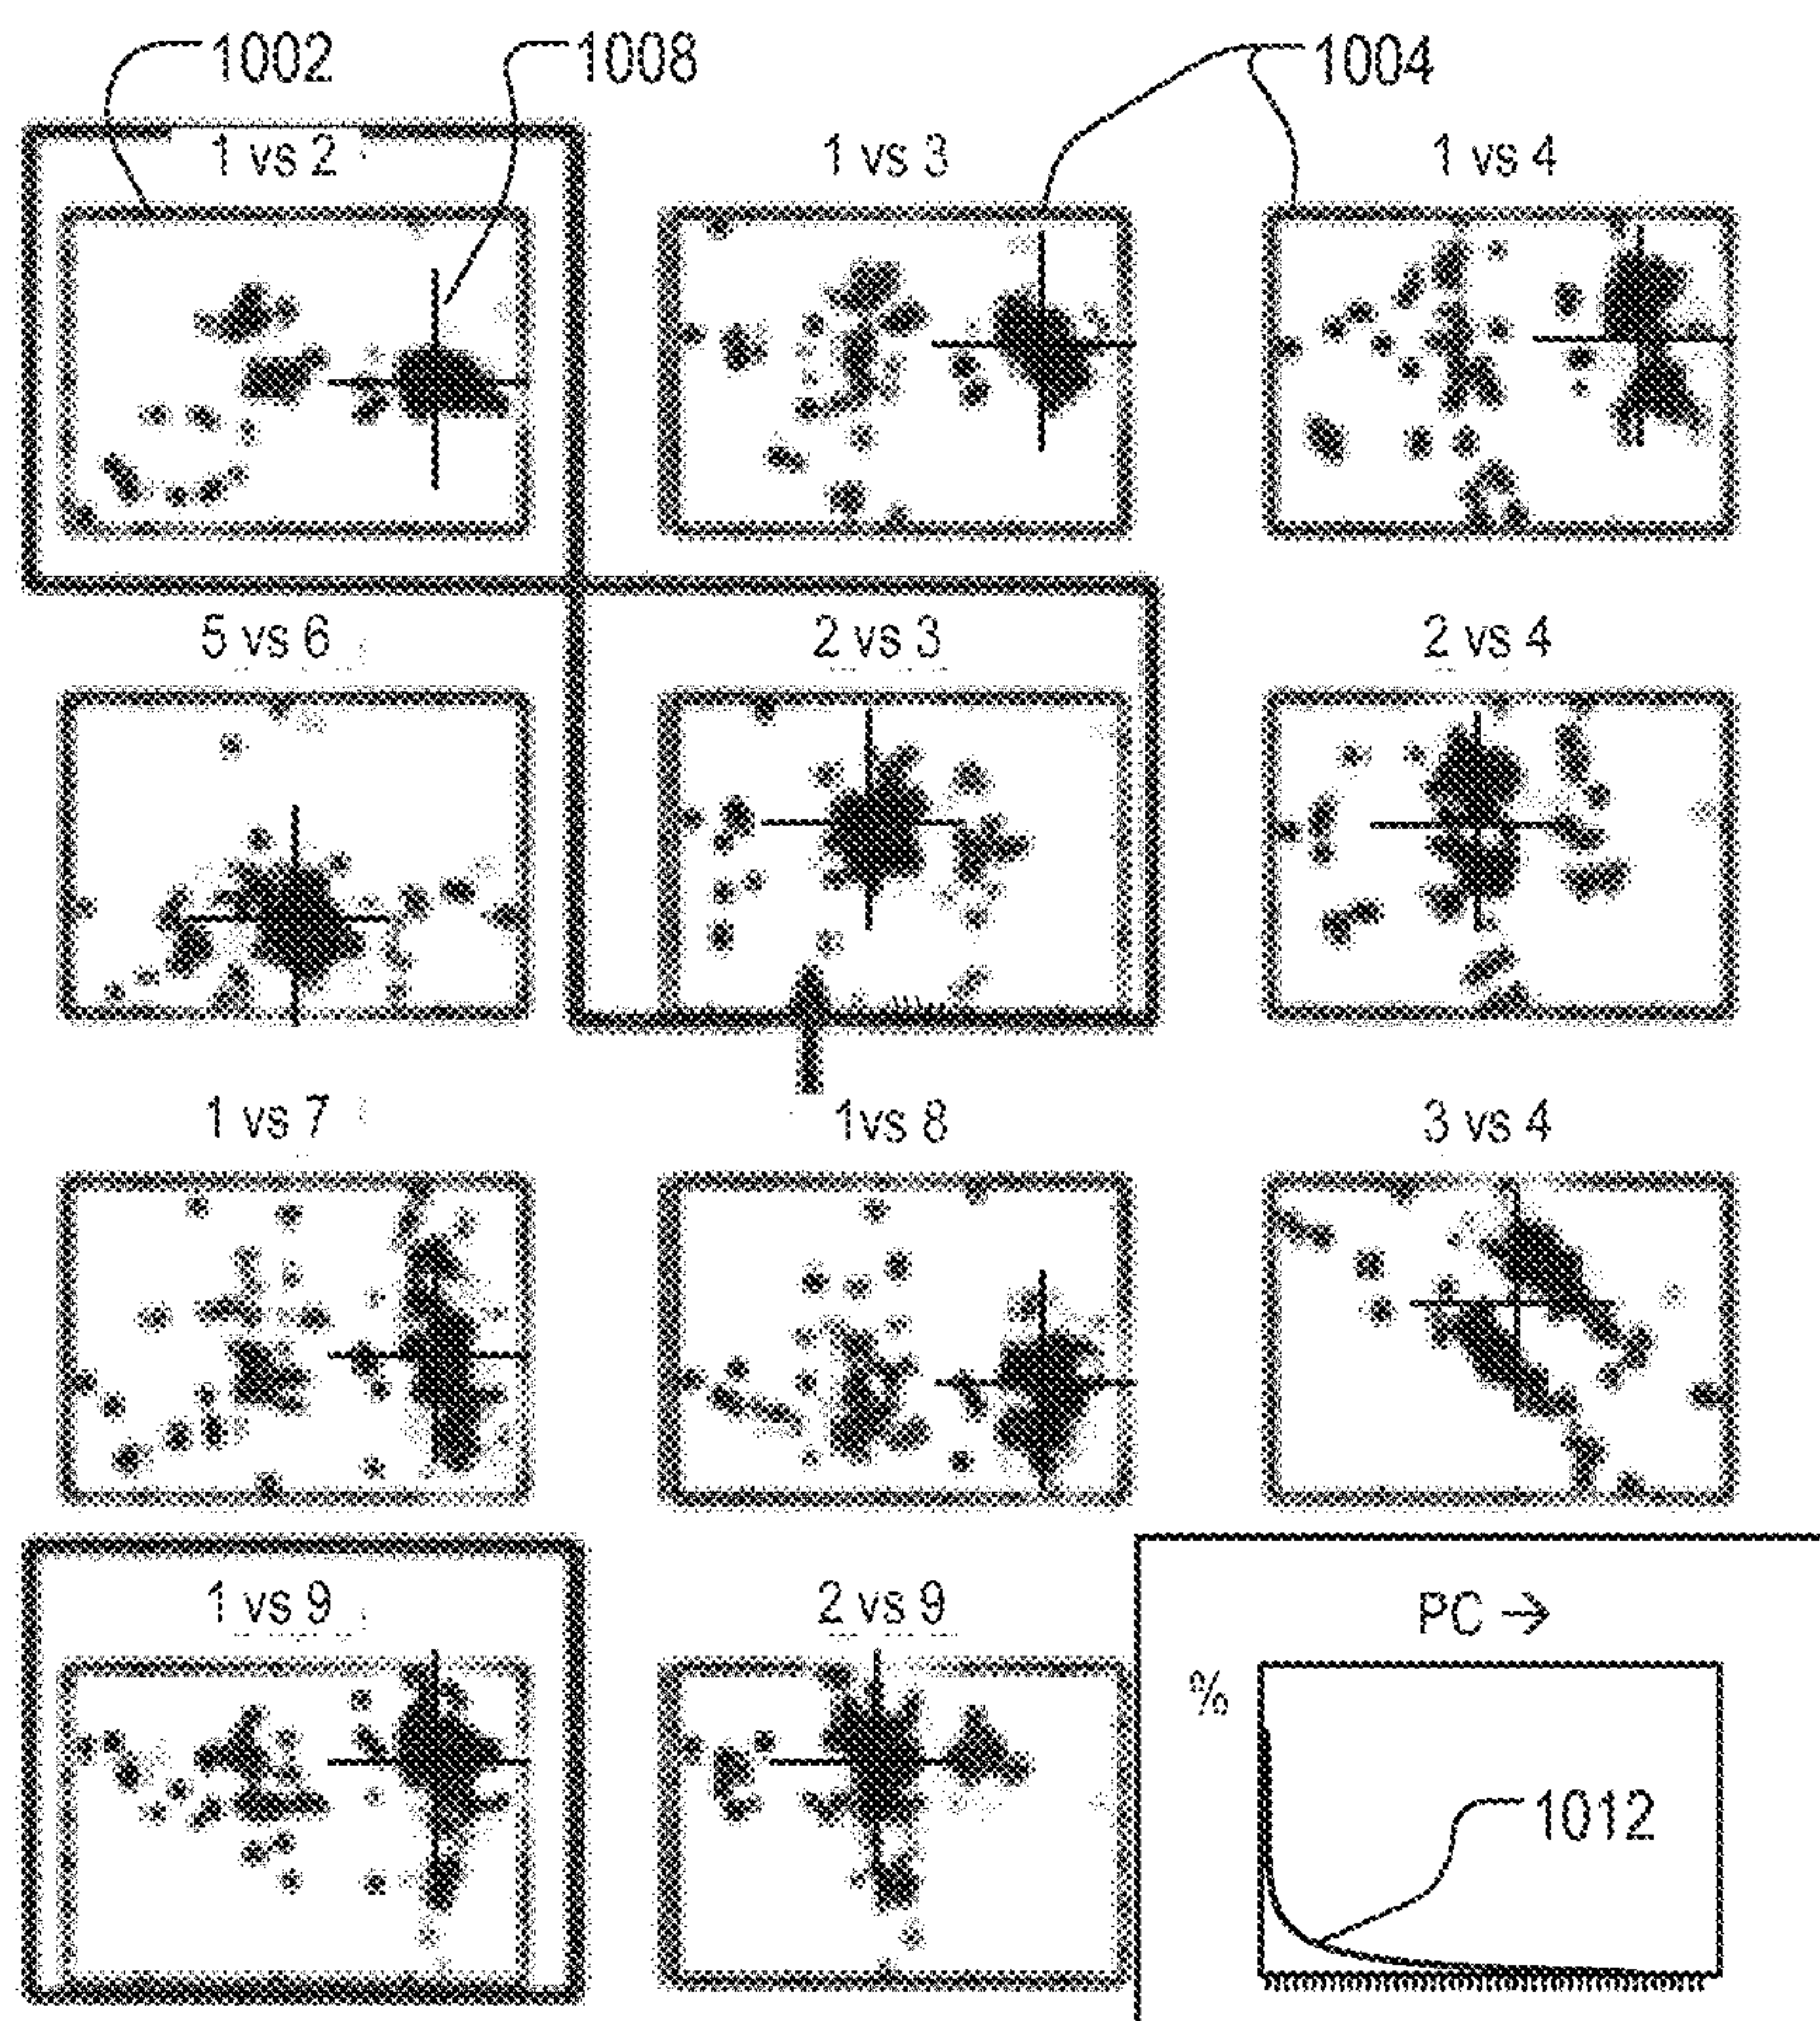 1002 1008 1004
1 vs 2 1 vs 3 1 vs 4
5 vs 6 2 vs 3 2 vs 4
1 vs 7 1vs 8 3 vs 4
1 vs 9 2 vs 9 PC →
%
1012